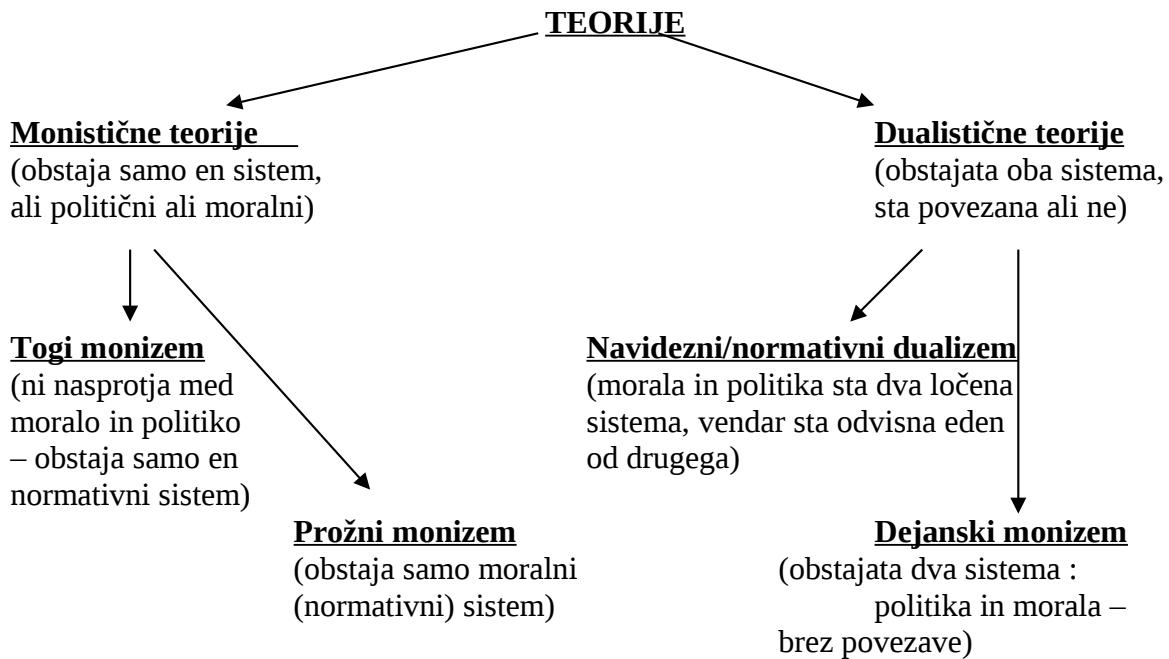 TEORIJE
Monistične teorije
(obstaja samo en sistem,
ali politični ali moralni)
Dualistične teorije
(obstajata oba sistema,
sta povezana ali ne)
Togi monizem
(ni nasprotja med
moralo in politiko
– obstaja samo en
normativni sistem)
Navidezni/normativni dualizem
(morala in politika sta dva ločena
sistema, vendar sta odvisna eden
od drugega)
Prožni monizem
(obstaja samo moralni
(normativni) sistem)
Dejanski monizem
(obstajata dva sistema :
politika in morala –
brez povezave)